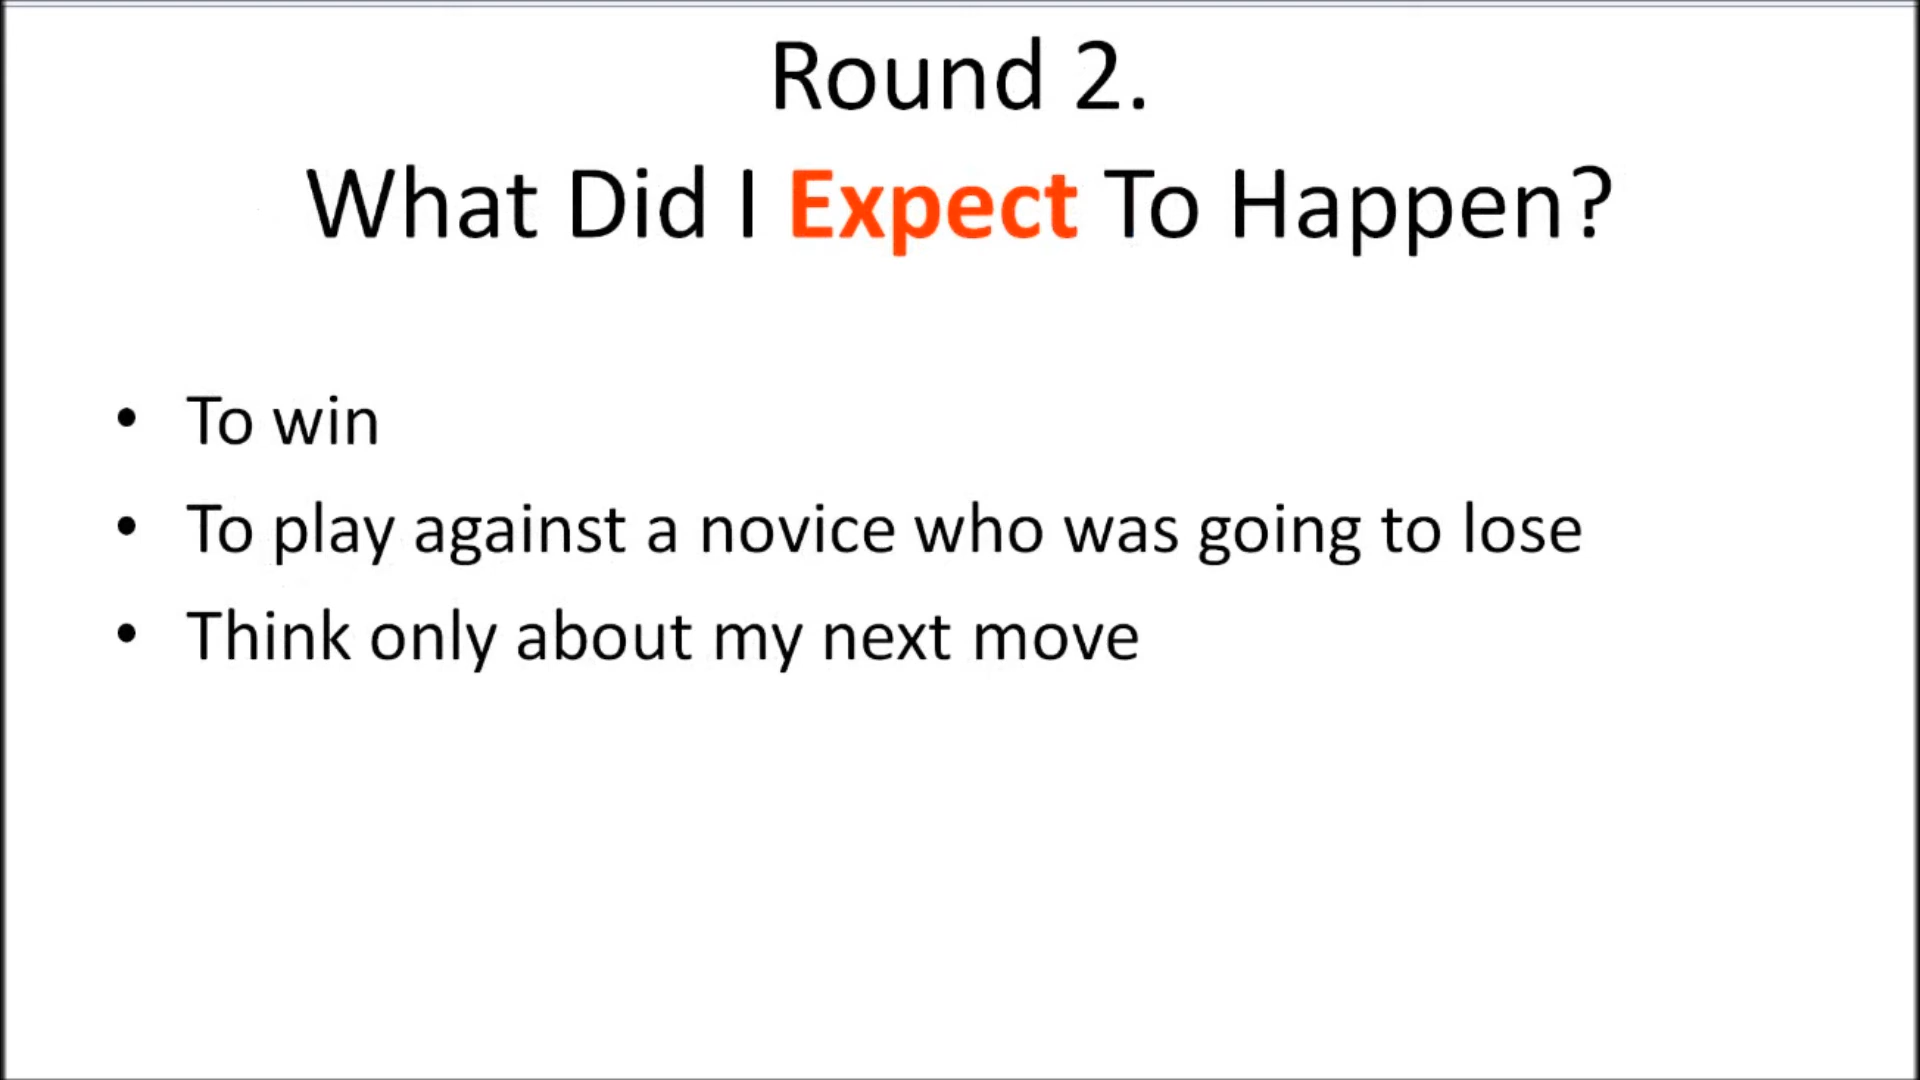 Round 2.
What Did I Expect To Happen?
• To win
• To play against a novice who was going to lose
• Think only about my next move